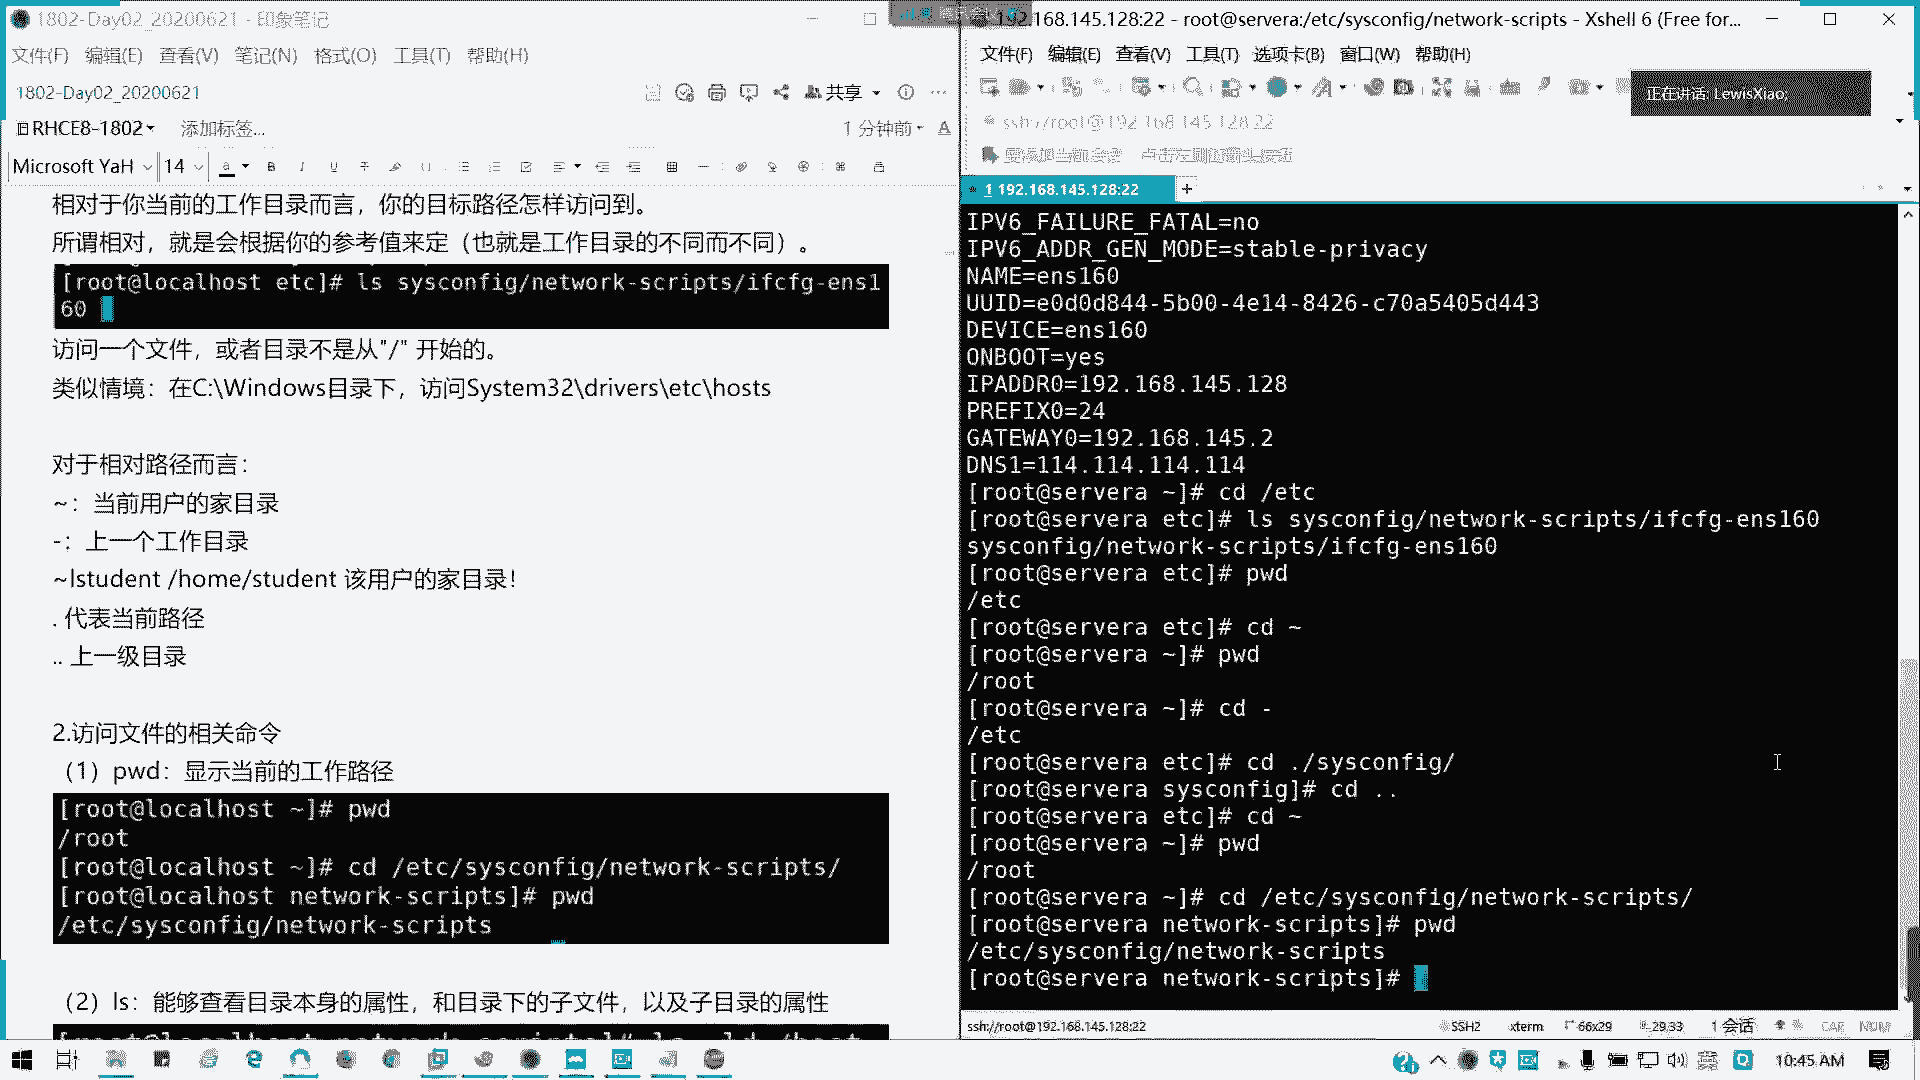 1802-Day02_20200621 - 印象笔记
文件(F) 编辑(E) 查看(V) 笔记(N) 格式(O) 工具(T) 帮助(H)
1802-Day02_20200621
共享
RHCE8-1802 添加标签...
1 分钟前
Microsoft YaH 14
相对于你当前的工作目录而言，你的目标路径怎样访问到。
所谓相对，就是会根据你的参考值来定（也就是工作目录的不同而不同）。
[root@localhost etc]# ls sysconfig/network-scripts/ifcfg-ens1
60
访问一个文件，或者目录不是从"/" 开始的。
类似情境：在C:\Windows目录下，访问System32\drivers\etc\hosts
对于相对路径而言：
~：当前用户的家目录
-：上一个工作目录
~lstudent /home/student 该用户的家目录！
. 代表当前路径
.. 上一级目录
2.访问文件的相关命令
（1）pwd：显示当前的工作路径
[root@localhost ~]# pwd
/root
[root@localhost ~]# cd /etc/sysconfig/network-scripts/
[root@localhost network-scripts]# pwd
/etc/sysconfig/network-scripts
（2）ls：能够查看目录本身的属性，和目录下的子文件，以及子目录的属性
192.168.145.128:22 - root@servera:/etc/sysconfig/network-scripts - Xshell 6 (Free for...
文件(F) 编辑(E) 查看(V) 工具(T) 选项卡(B) 窗口(W) 帮助(H)
正在讲话: LewisXiao;
ssh://root@192.168.145.128:22
1 192.168.145.128:22
IPV6_FAILURE_FATAL=no
IPV6_ADDR_GEN_MODE=stable-privacy
NAME=ens160
UUID=e0d0d844-5b00-4e14-8426-c70a5405d443
DEVICE=ens160
ONBOOT=yes
IPADDR0=192.168.145.128
PREFIX0=24
GATEWAY0=192.168.145.2
DNS1=114.114.114.114
[root@servera ~]# cd /etc
[root@servera etc]# ls sysconfig/network-scripts/ifcfg-ens160
sysconfig/network-scripts/ifcfg-ens160
[root@servera etc]# pwd
/etc
[root@servera etc]# cd ~
[root@servera ~]# pwd
/root
[root@servera ~]# cd -
/etc
[root@servera etc]# cd ./sysconfig/
[root@servera sysconfig]# cd ..
[root@servera etc]# cd ~
[root@servera ~]# pwd
/root
[root@servera ~]# cd /etc/sysconfig/network-scripts/
[root@servera network-scripts]# pwd
/etc/sysconfig/network-scripts
[root@servera network-scripts]#
ssh://root@192.168.145.128:22 SSH2 xterm 66x29 29,33 1 会话 CAP NUM
10:45 AM